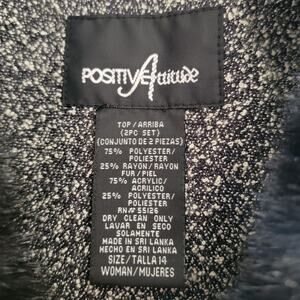 POSITIVE Attitude
TOP/ARRIBA
(2PC SET)
(CONJUNTO DE 2 PIEZAS)
75% POLYESTER/
POLIESTER
25% RAYON/RAYON
FUR/PIEL
75% ACRYLIC/
ACRILICO
25% POLYESTER/
POLIESTER
RN# 55126
DRY CLEAN ONLY
LAVAR EN SECO
SOLAMENTE
MADE IN SRI LANKA
HECHO EN SRI LANKA
SIZE/TALLA 14
WOMAN/MUJERES